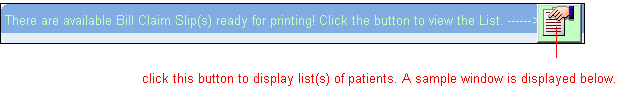 There are available Bill Claim Slip(s) ready for printing! Click the button to view the List. ------>
click this button to display list(s) of patients. A sample window is displayed below.